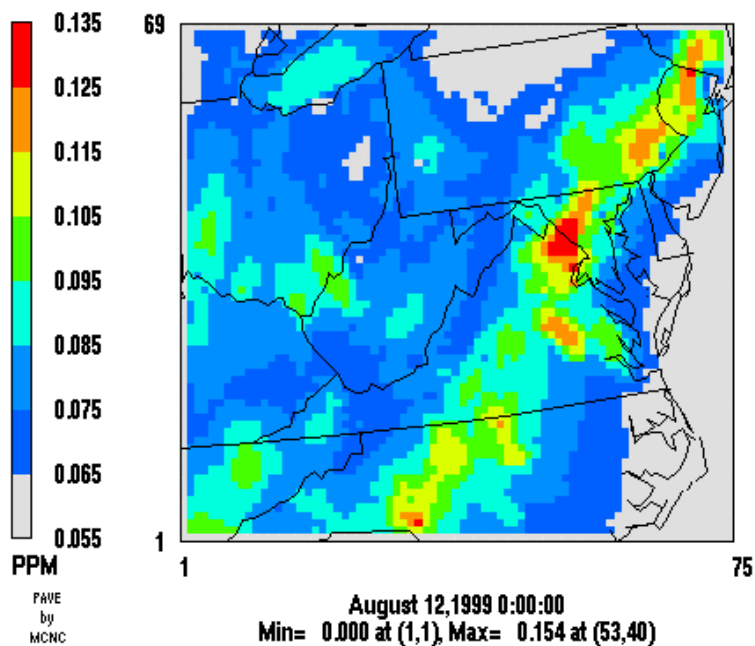 0.135
0.125
0.115
0.105
0.095
0.085
0.075
0.065
0.055
PPM
PAVE
by
MCNC
69
1
1
75
August 12,1999 0:00:00
Min= 0.000 at (1,1), Max= 0.154 at (53,40)